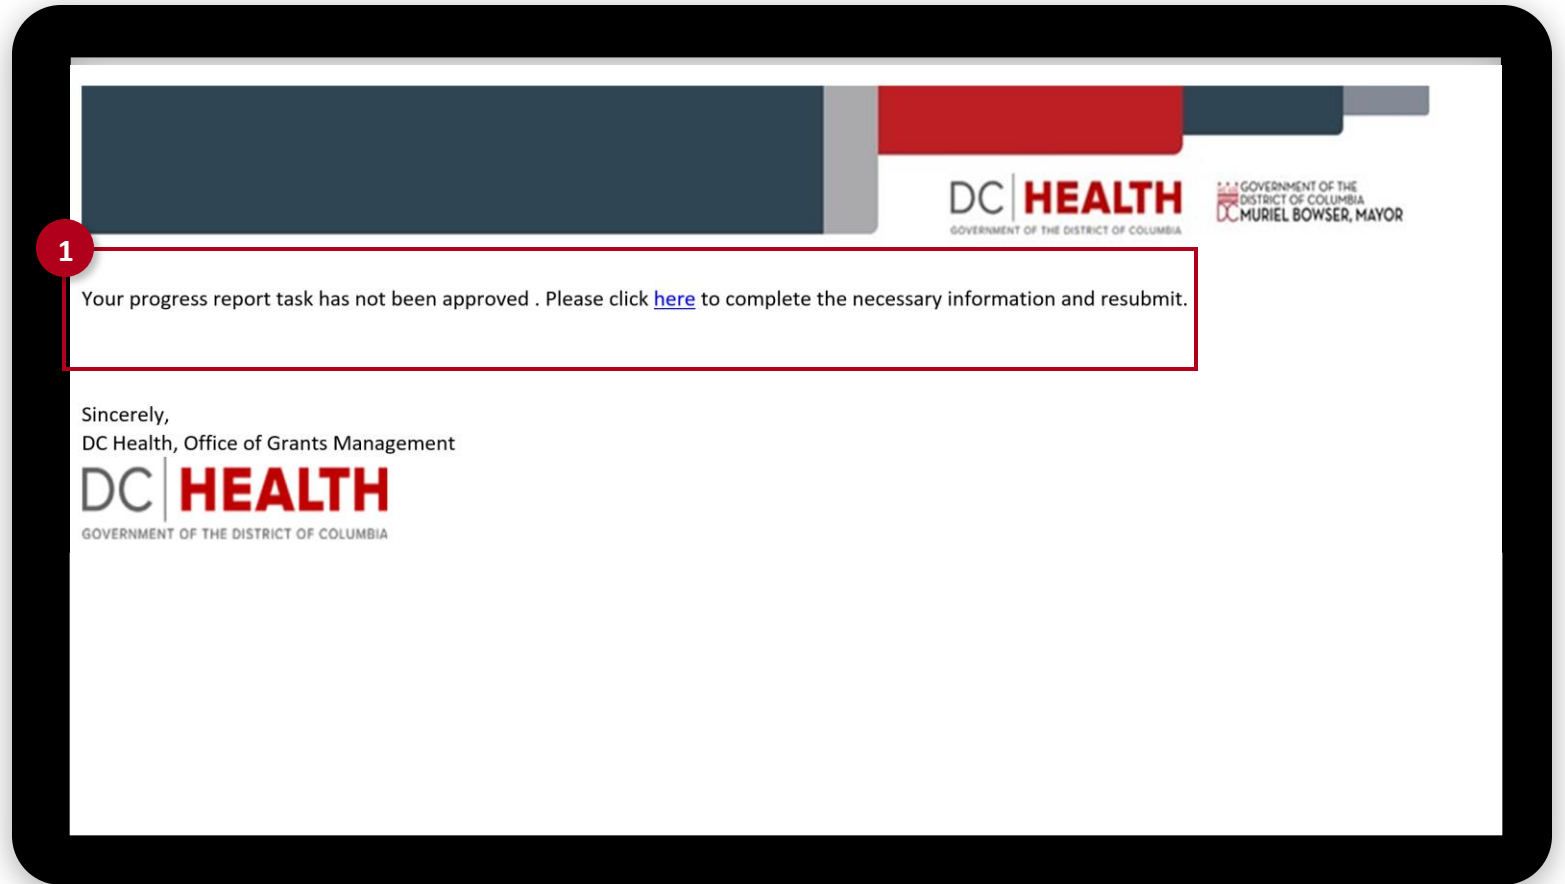 DC HEALTH
GOVERNMENT OF THE DISTRICT OF COLUMBIA
GOVERNMENT OF THE
DISTRICT OF COLUMBIA
DC MURIEL BOWSER, MAYOR
1
Your progress report task has not been approved . Please click here to complete the necessary information and resubmit.
Sincerely,
DC Health, Office of Grants Management
DC HEALTH
GOVERNMENT OF THE DISTRICT OF COLUMBIA